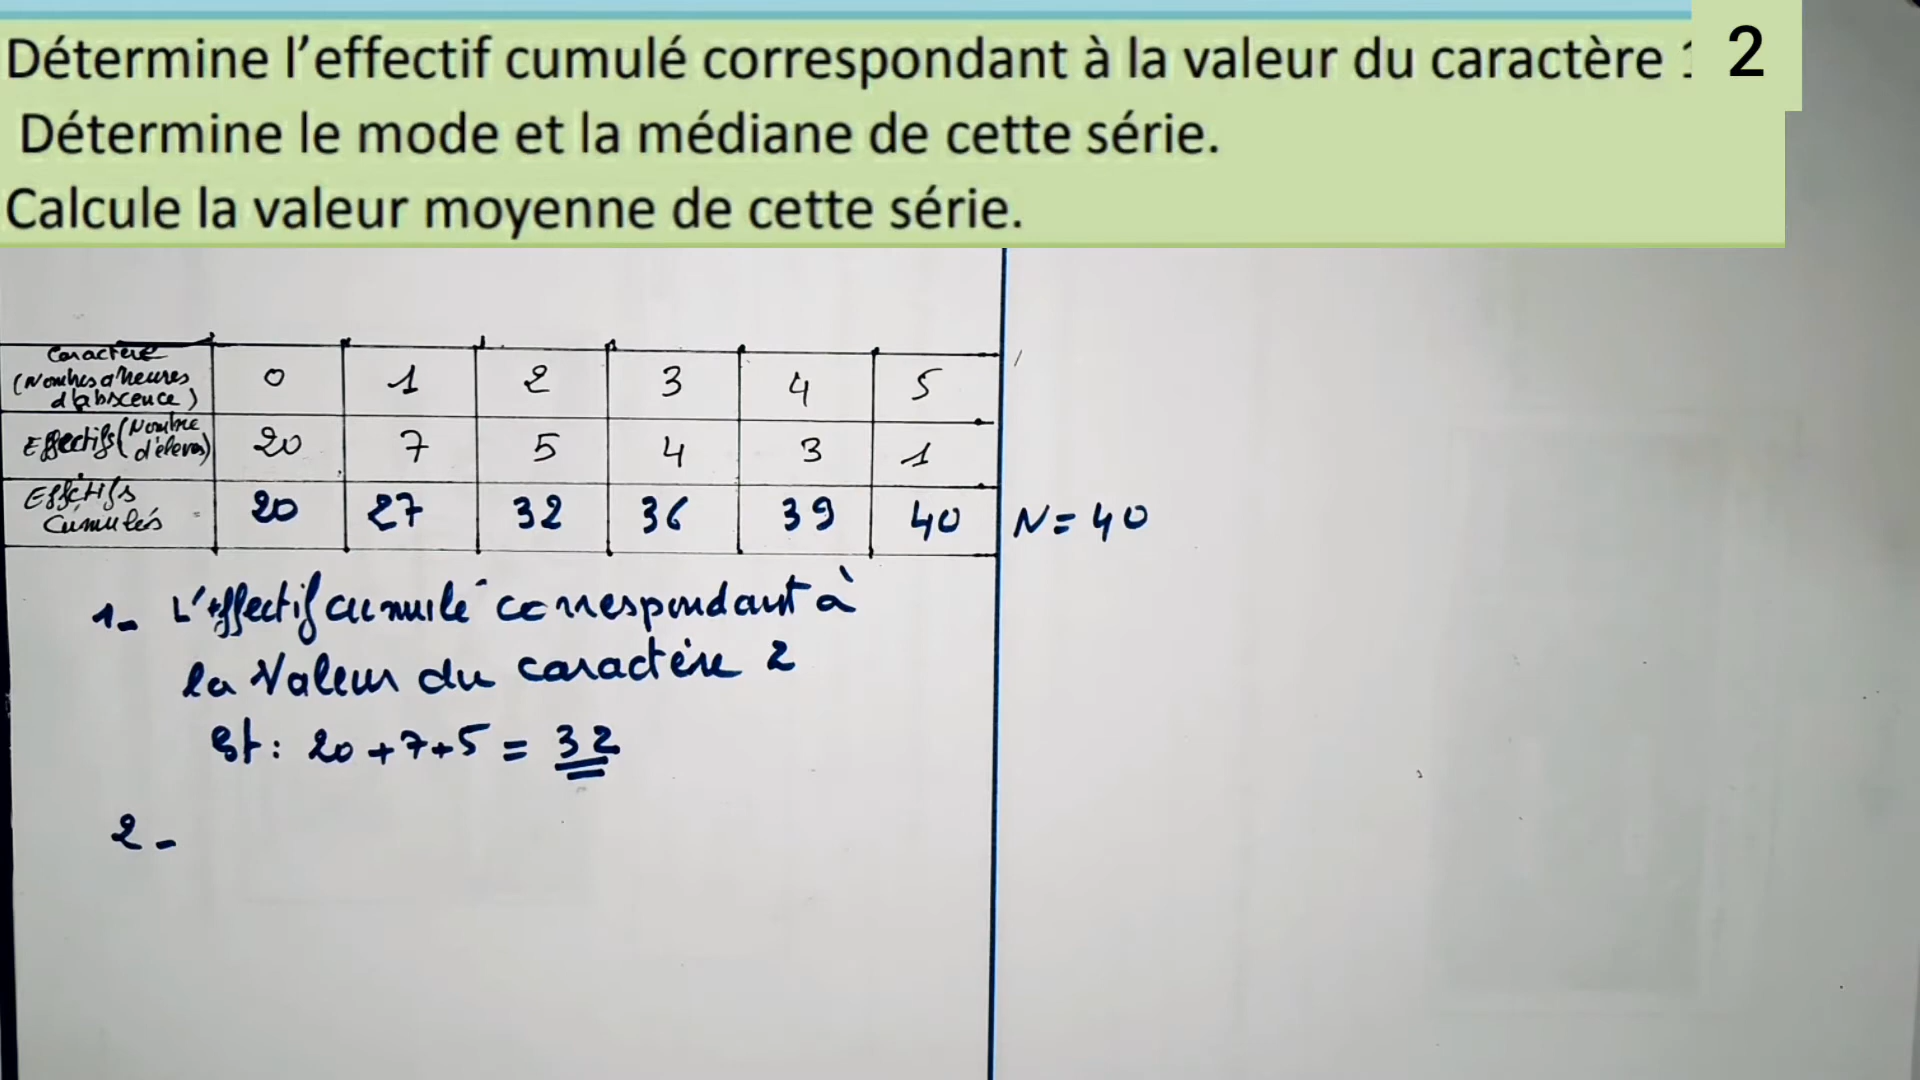 Détermine l'effectif cumulé correspondant à la valeur du caractère 2
Détermine le mode et la médiane de cette série.
Calcule la valeur moyenne de cette série.
Caractère (Nombres d'heures d'abscence) 0 1 2 3 4 5
Effectifs (Nombre d'éleves) 20 7 5 4 3 1
Effectifs Cumulés 20 27 32 36 39 40 N = 40
1- L'effectif cumulé correspondant à
la Valeur du caractère 2
Est : 20 + 7 + 5 = 32
2 -